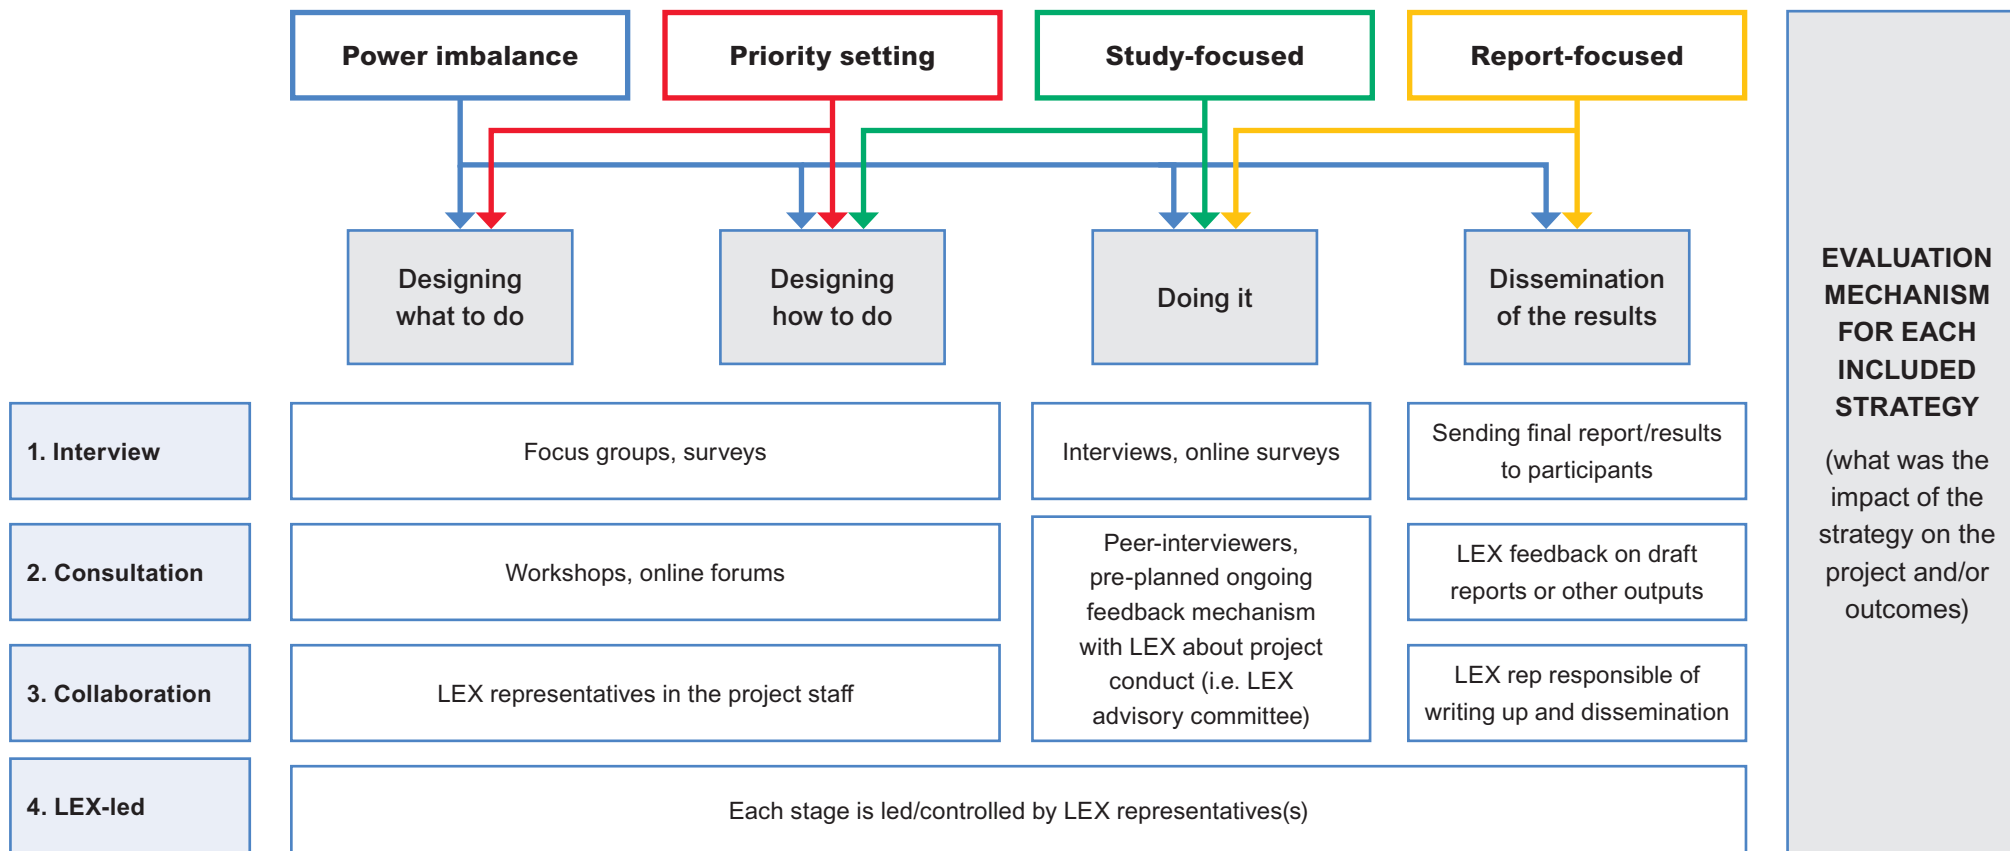 Power imbalance
Priority setting
Study-focused
Report-focused
Designing
what to do
Designing
how to do
Doing it
Dissemination
of the results
1. Interview
Focus groups, surveys
Interviews, online surveys
Sending final report/results
to participants
2. Consultation
Workshops, online forums
Peer-interviewers,
pre-planned ongoing
feedback mechanism
with LEX about project
conduct (i.e. LEX
advisory committee)
LEX feedback on draft
reports or other outputs
3. Collaboration
LEX representatives in the project staff
LEX rep responsible of
writing up and dissemination
4. LEX-led
Each stage is led/controlled by LEX representatives(s)
EVALUATION
MECHANISM
FOR EACH
INCLUDED
STRATEGY
(what was the
impact of the
strategy on the
project and/or
outcomes)